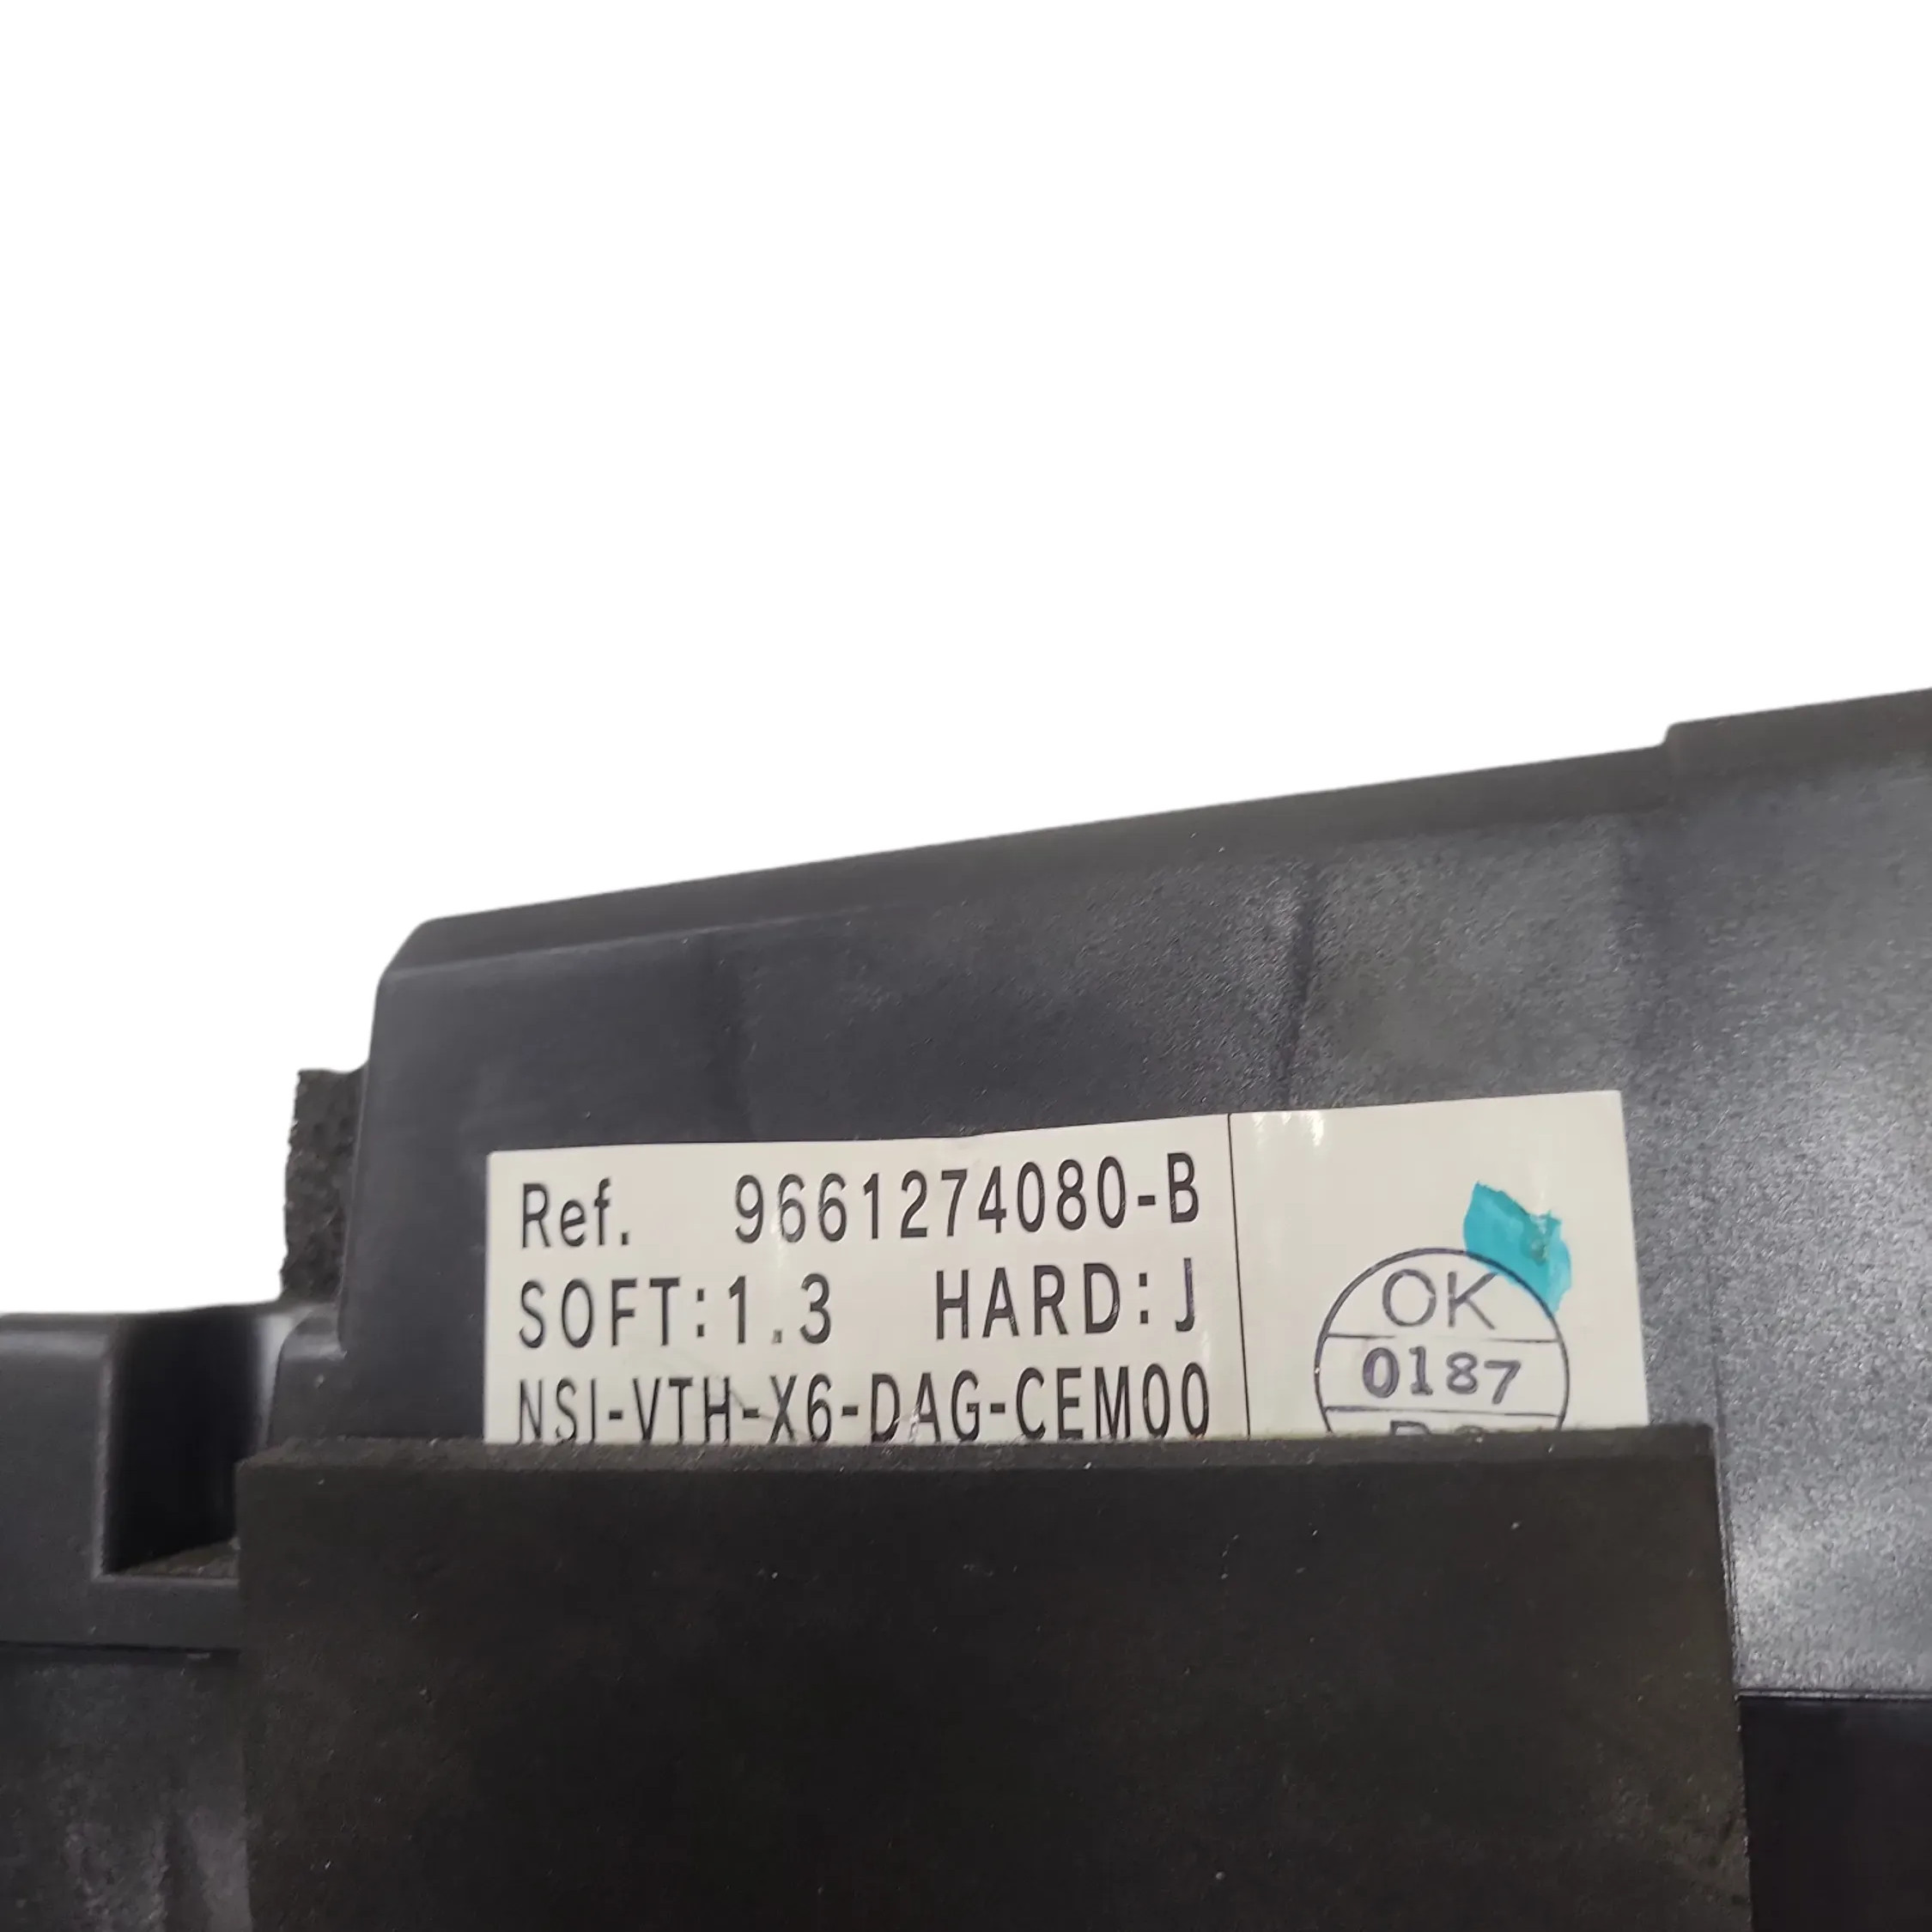 Ref. 9661274080-B
SOFT:1.3 HARD:J
NSI-VTH-X6-DAG-CEM00
OK
0187